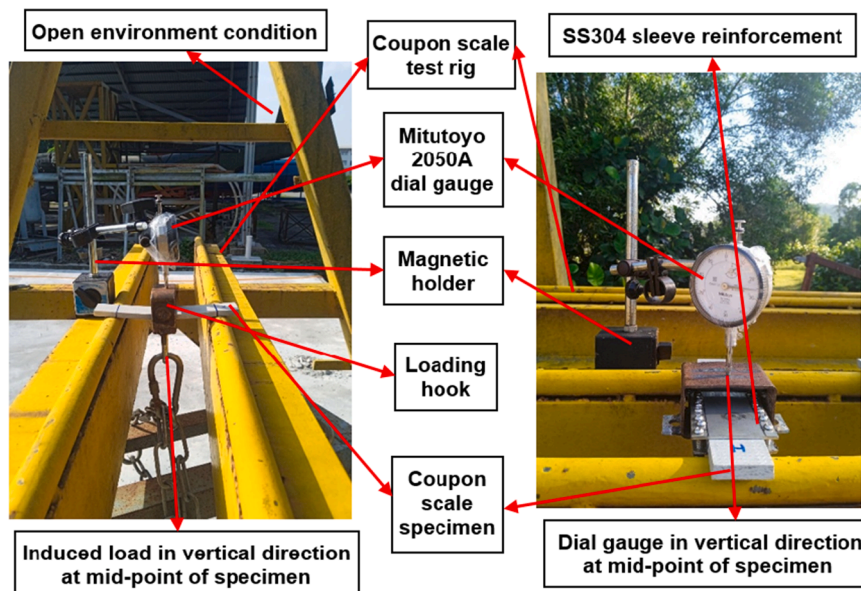 Open environment condition
Coupon scale
test rig
SS304 sleeve reinforcement
Mitutoyo
2050A
dial gauge
Magnetic
holder
Loading
hook
Coupon
scale
specimen
Induced load in vertical direction
at mid-point of specimen
Dial gauge in vertical direction
at mid-point of specimen